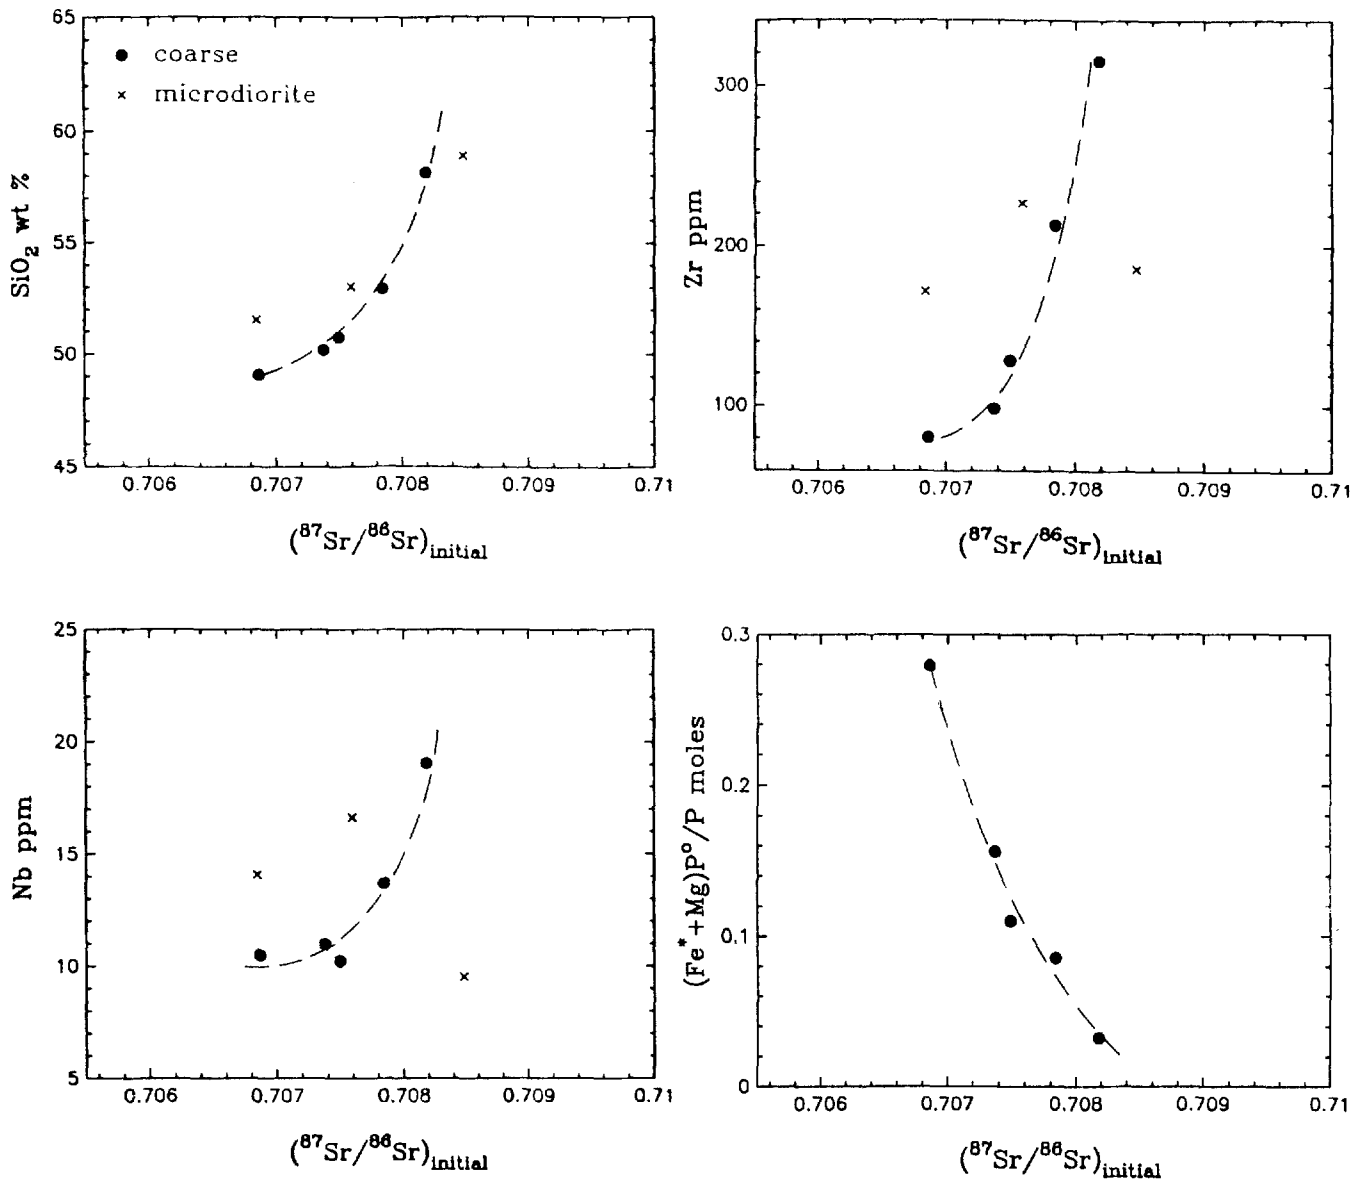 65
60
55
50
45
SiO₂ wt %
● coarse
× microdiorite
0.706 0.707 0.708 0.709 0.71
(⁸⁷Sr/⁸⁶Sr)initial
300
200
100
Zr ppm
0.706 0.707 0.708 0.709 0.71
(⁸⁷Sr/⁸⁶Sr)initial
25
20
15
10
5
Nb ppm
0.706 0.707 0.708 0.709 0.71
(⁸⁷Sr/⁸⁶Sr)initial
0.3
0.2
0.1
0
(Fe*+Mg)P°/P moles
0.706 0.707 0.708 0.709 0.71
(⁸⁷Sr/⁸⁶Sr)initial